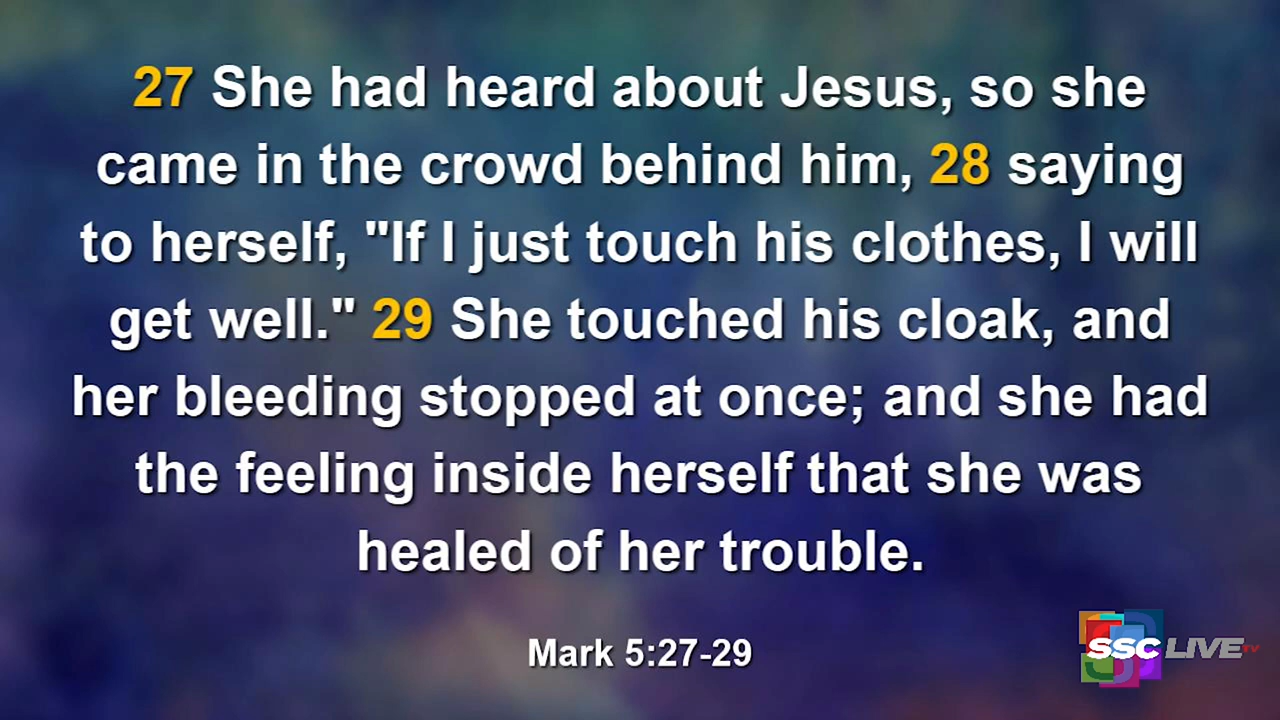 27 She had heard about Jesus, so she
came in the crowd behind him, 28 saying
to herself, "If I just touch his clothes, I will
get well." 29 She touched his cloak, and
her bleeding stopped at once; and she had
the feeling inside herself that she was
healed of her trouble.
Mark 5:27-29
SSC LIVE TV